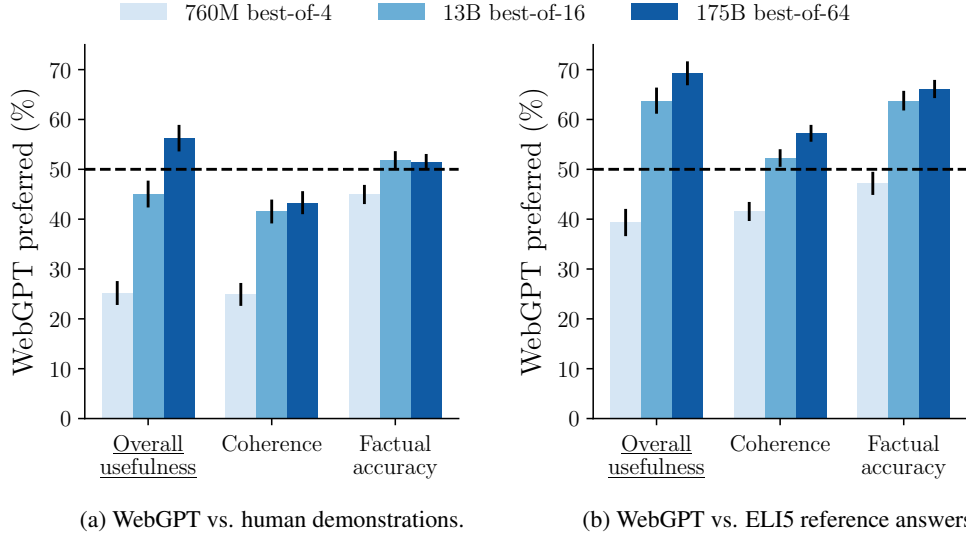 760M best-of-4 13B best-of-16 175B best-of-64
WebGPT preferred (%)
70
60
50
40
30
20
10
0
Overall usefulness
Coherence
Factual accuracy
(a) WebGPT vs. human demonstrations.
WebGPT preferred (%)
70
60
50
40
30
20
10
0
Overall usefulness
Coherence
Factual accuracy
(b) WebGPT vs. ELI5 reference answers